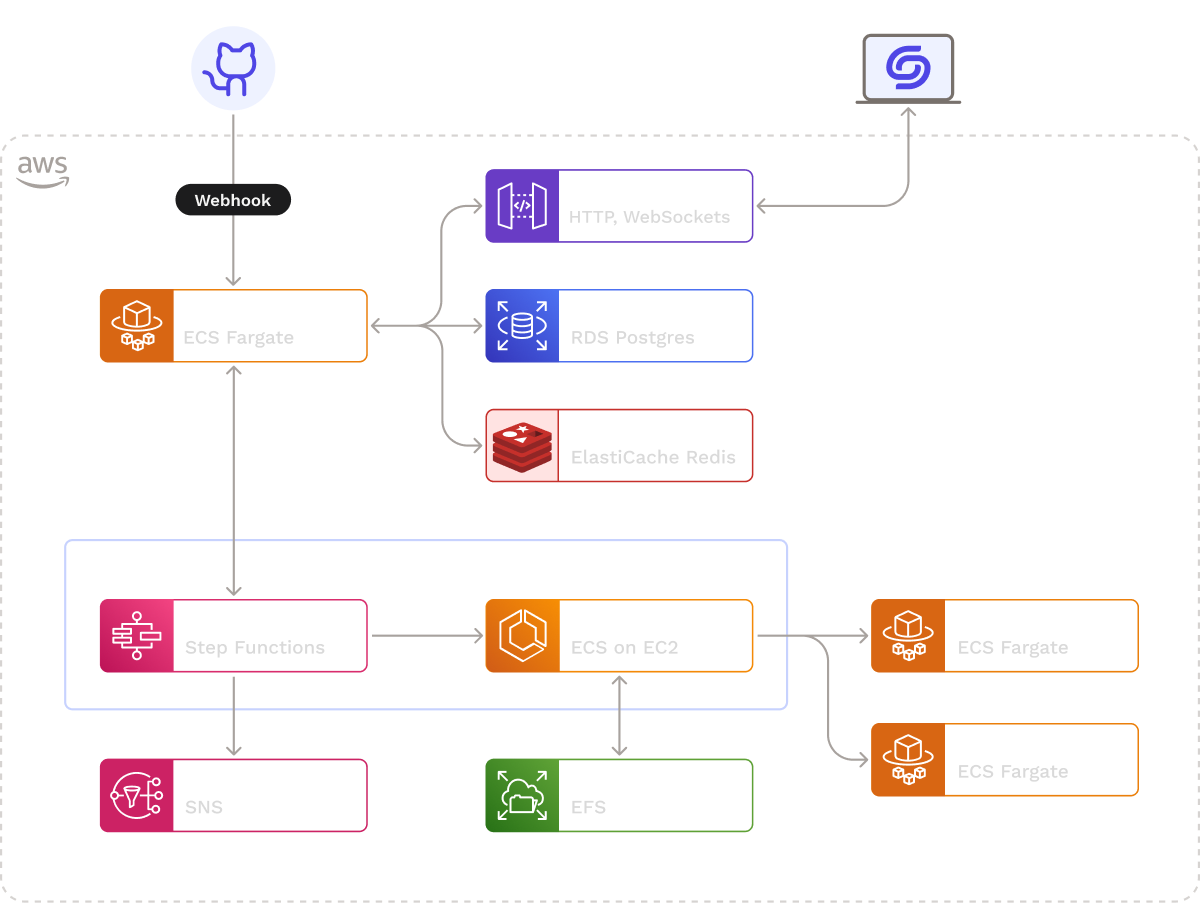 aws
Webhook
HTTP, WebSockets
ECS Fargate
RDS Postgres
ElastiCache Redis
Step Functions
ECS on EC2
ECS Fargate
ECS Fargate
SNS
EFS